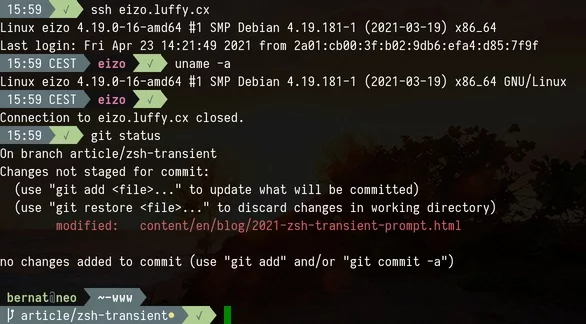 15:59 ✓ ssh eizo.luffy.cx
Linux eizo 4.19.0-16-amd64 #1 SMP Debian 4.19.181-1 (2021-03-19) x86_64
Last login: Fri Apr 23 14:21:49 2021 from 2a01:cb00:3f:b02:9db6:efa4:d85:7f9f
15:59 CEST eizo ✓ uname -a
Linux eizo 4.19.0-16-amd64 #1 SMP Debian 4.19.181-1 (2021-03-19) x86_64 GNU/Linux
15:59 CEST eizo ✓
Connection to eizo.luffy.cx closed.
15:59 ✓ git status
On branch article/zsh-transient
Changes not staged for commit:
(use "git add <file>..." to update what will be committed)
(use "git restore <file>..." to discard changes in working directory)
modified: content/en/blog/2021-zsh-transient-prompt.html
no changes added to commit (use "git add" and/or "git commit -a")
bernat@neo ~-www
article/zsh-transient● ✓